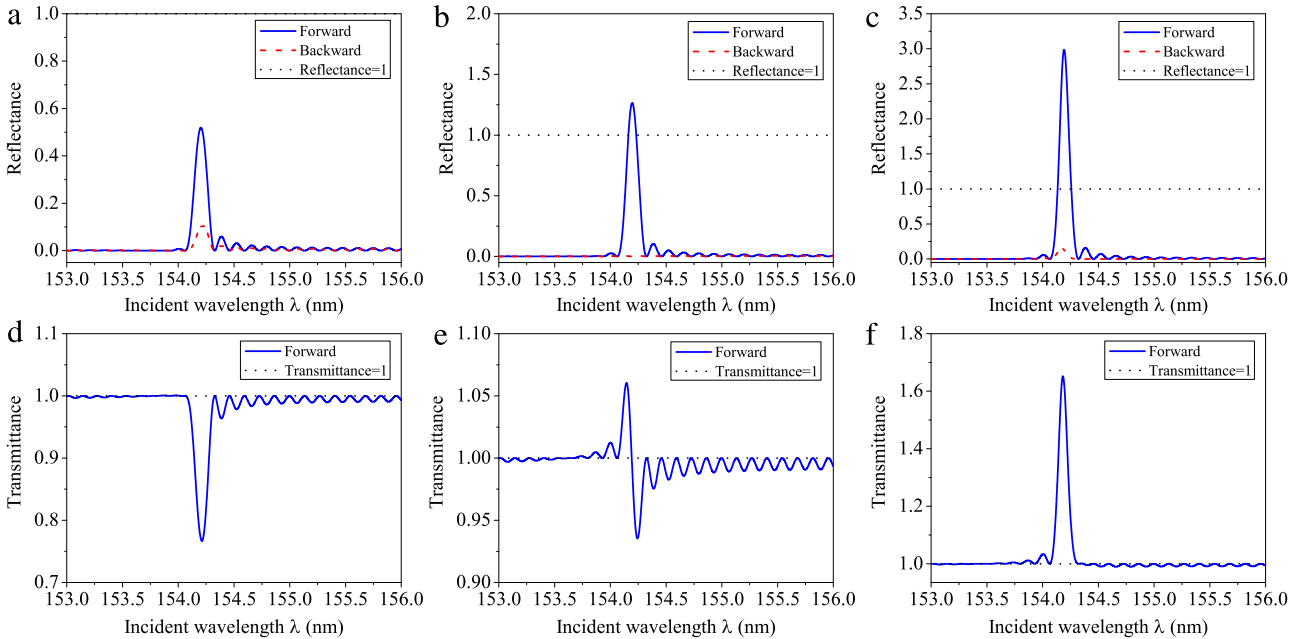 a
1.0
0.8
0.6
0.4
0.2
0.0
Reflectance
Forward
Backward
Reflectance=1
153.0 153.5 154.0 154.5 155.0 155.5 156.0
Incident wavelength λ (nm)
b
2.0
1.5
1.0
0.5
0.0
Reflectance
Forward
Backward
Reflectance=1
153.0 153.5 154.0 154.5 155.0 155.5 156.0
Incident wavelength λ (nm)
c
3.5
3.0
2.5
2.0
1.5
1.0
0.5
0.0
Reflectance
Forward
Backward
Reflectance=1
153.0 153.5 154.0 154.5 155.0 155.5 156.0
Incident wavelength λ (nm)
d
1.1
1.0
0.9
0.8
0.7
Transmittance
Forward
Transmittance=1
153.0 153.5 154.0 154.5 155.0 155.5 156.0
Incident wavelength λ (nm)
e
1.10
1.05
1.00
0.95
0.90
Transmittance
Forward
Transmittance=1
153.0 153.5 154.0 154.5 155.0 155.5 156.0
Incident wavelength λ (nm)
f
1.8
1.6
1.4
1.2
1.0
Transmittance
Forward
Transmittance=1
153.0 153.5 154.0 154.5 155.0 155.5 156.0
Incident wavelength λ (nm)